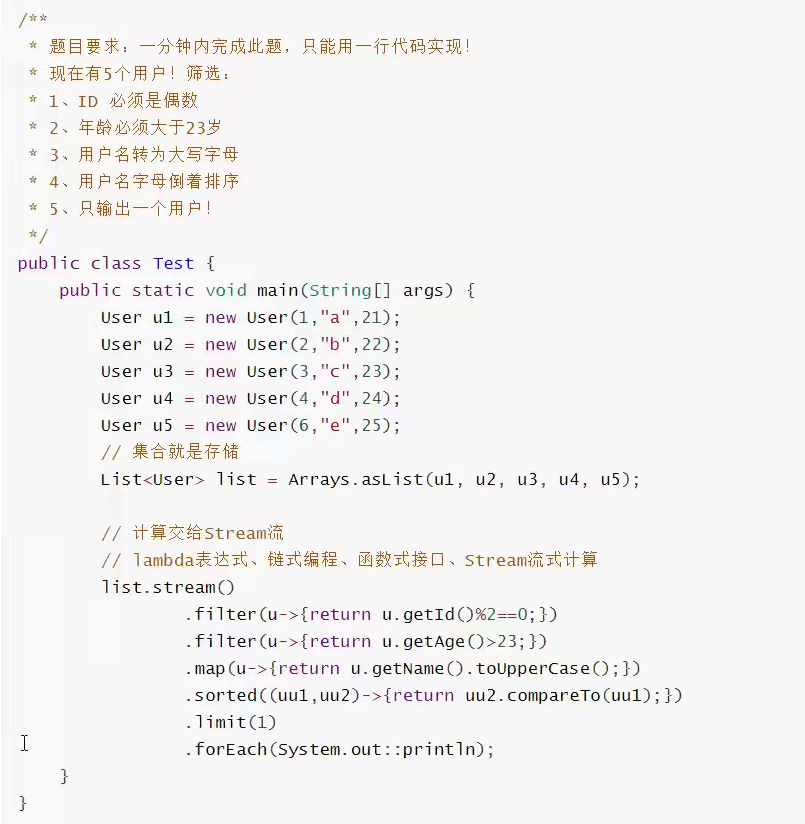 /**
 * 题目要求：一分钟内完成此题，只能用一行代码实现！
 * 现在有5个用户！筛选：
 * 1、ID 必须是偶数
 * 2、年龄必须大于23岁
 * 3、用户名转为大写字母
 * 4、用户名字母倒着排序
 * 5、只输出一个用户！
 */
public class Test {
    public static void main(String[] args) {
        User u1 = new User(1,"a",21);
        User u2 = new User(2,"b",22);
        User u3 = new User(3,"c",23);
        User u4 = new User(4,"d",24);
        User u5 = new User(6,"e",25);
        // 集合就是存储
        List<User> list = Arrays.asList(u1, u2, u3, u4, u5);
        // 计算交给Stream流
        // lambda表达式、链式编程、函数式接口、Stream流式计算
        list.stream()
                .filter(u->{return u.getId()%2==0;})
                .filter(u->{return u.getAge()>23;})
                .map(u->{return u.getName().toUpperCase();})
                .sorted((uu1,uu2)->{return uu2.compareTo(uu1);})
                .limit(1)
                .forEach(System.out::println);
    }
}